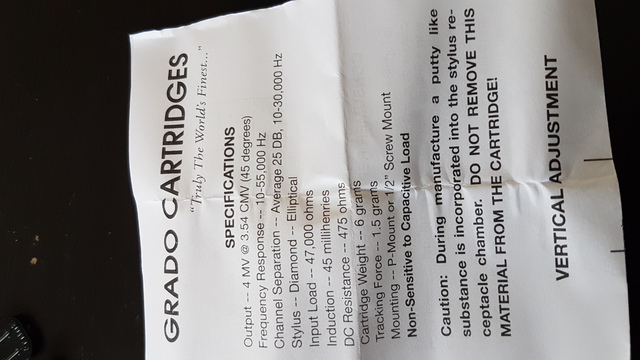 GRADO CARTRIDGES
"Truly The World's Finest..."
SPECIFICATIONS
Output -- 4 MV @ 3.54 CMV (45 degrees)
Frequency Response -- 10-55,000 Hz
Channel Separation -- Average 25 DB, 10-30,000 Hz
Stylus -- Diamond -- Elliptical
Input Load -- 47,000 ohms
Induction -- 45 millihenries
DC Resistance -- 475 ohms
Cartridge Weight -- 6 grams
Tracking Force -- 1.5 grams
Mounting -- P-Mount or 1/2" Screw Mount
Non-Sensitive to Capacitive Load
Caution: During manufacture a putty like
substance is incorporated into the stylus re-
ceptacle chamber. DO NOT REMOVE THIS
MATERIAL FROM THE CARTRIDGE!
VERTICAL ADJUSTMENT